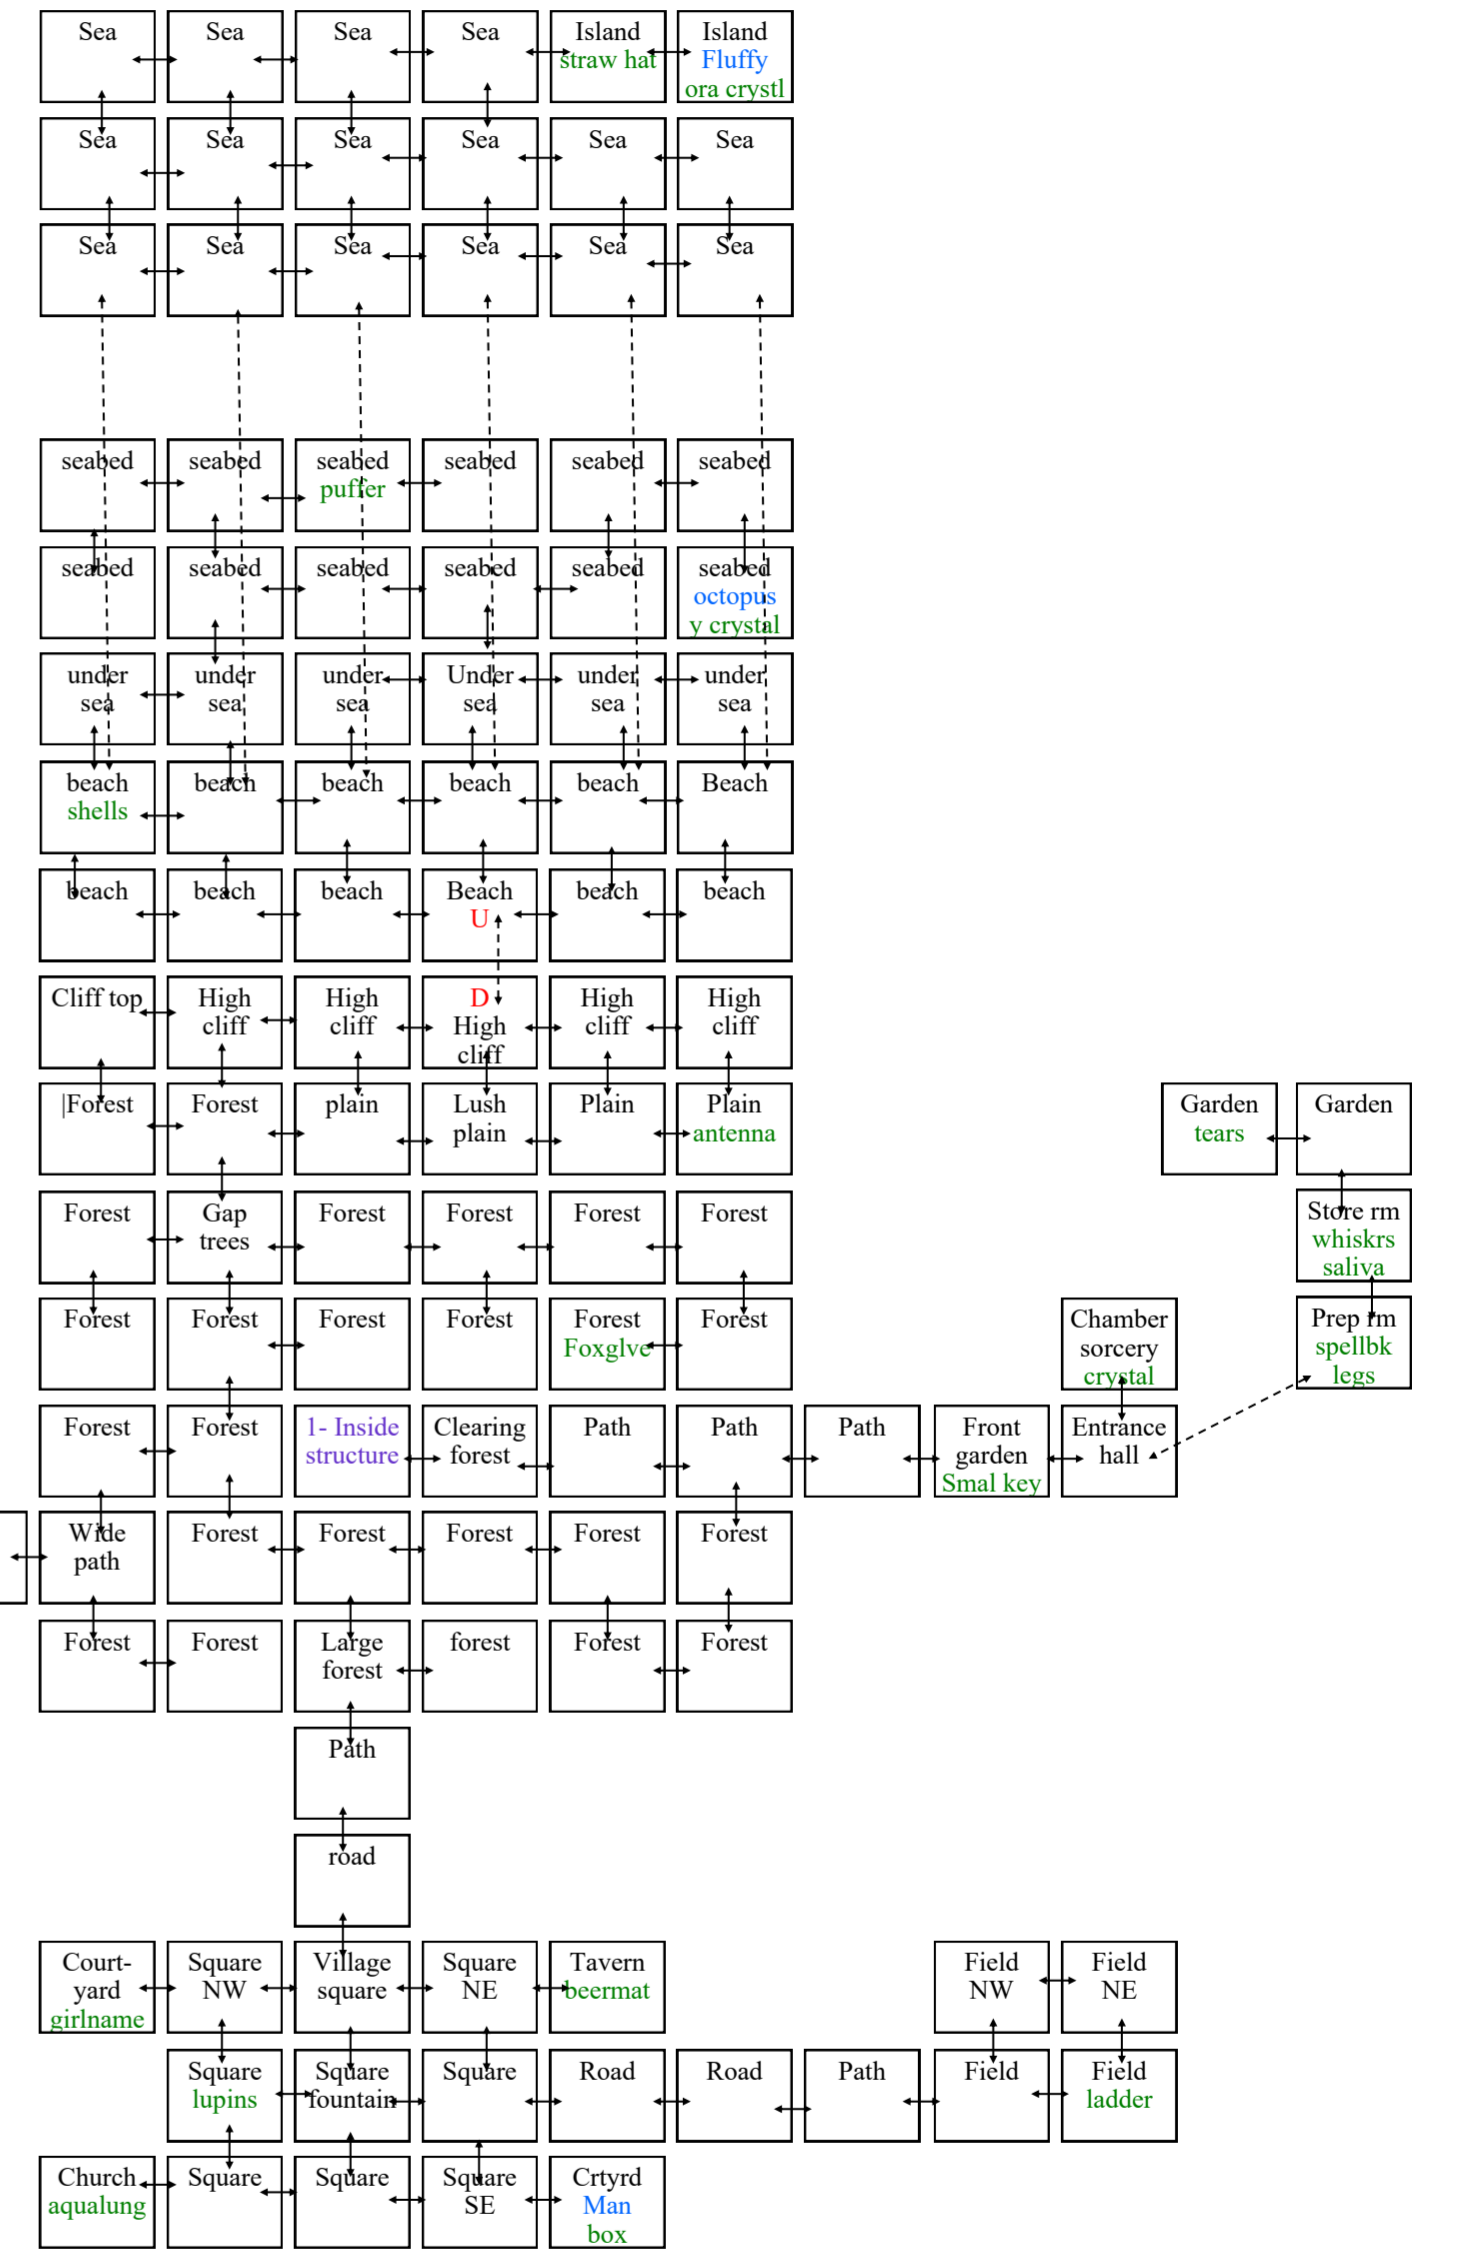 Sea
Sea
Sea
Sea
Island
straw hat
Island
Fluffy
ora crystl
Sea
Sea
Sea
Sea
Sea
Sea
Sea
Sea
Sea
Sea
Sea
Sea
seabed
seabed
seabed
puffer
seabed
seabed
seabed
seabed
seabed
seabed
seabed
seabed
seabed
octopus
y crystal
under
sea
under
sea
under
sea
Under
sea
under
sea
under
sea
beach
shells
beach
beach
beach
beach
Beach
beach
beach
beach
Beach
U
beach
beach
Cliff top
High
cliff
High
cliff
D
High
cliff
High
cliff
High
cliff
|Forest
Forest
plain
Lush
plain
Plain
Plain
antenna
Garden
tears
Garden
Forest
Gap
trees
Forest
Forest
Forest
Forest
Store rm
whiskrs
saliva
Forest
Forest
Forest
Forest
Forest
Foxglve
Forest
Chamber
sorcery
crystal
Prep rm
spellbk
legs
Forest
Forest
1- Inside
structure
Clearing
forest
Path
Path
Path
Front
garden
Smal key
Entrance
hall
Wide
path
Forest
Forest
Forest
Forest
Forest
Forest
Forest
Large
forest
forest
Forest
Forest
Path
road
Court-
yard
girlname
Square
NW
Village
square
Square
NE
Tavern
beermat
Field
NW
Field
NE
Square
lupins
Square
fountain
Square
Road
Road
Path
Field
Field
ladder
Church
aqualung
Square
Square
Square
SE
Crtyrd
Man
box